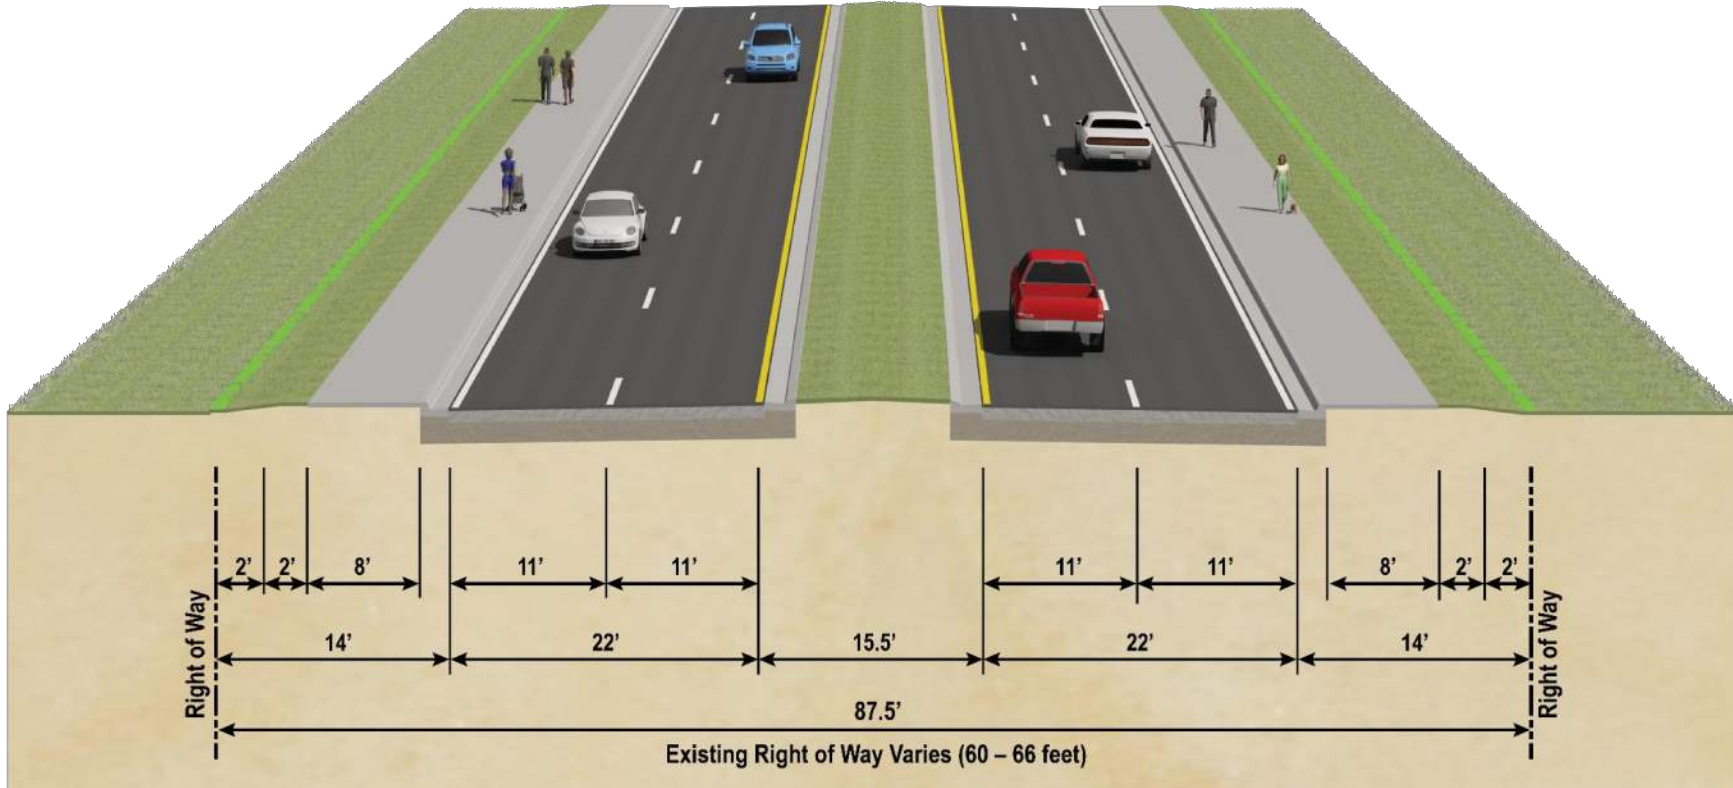 2’ 2’ 8’ 11’ 11’ 11’ 11’ 8’ 2’ 2’
Right of Way
Right of Way
14’ 22’ 15.5’ 22’ 14’
87.5’
Existing Right of Way Varies (60 – 66 feet)